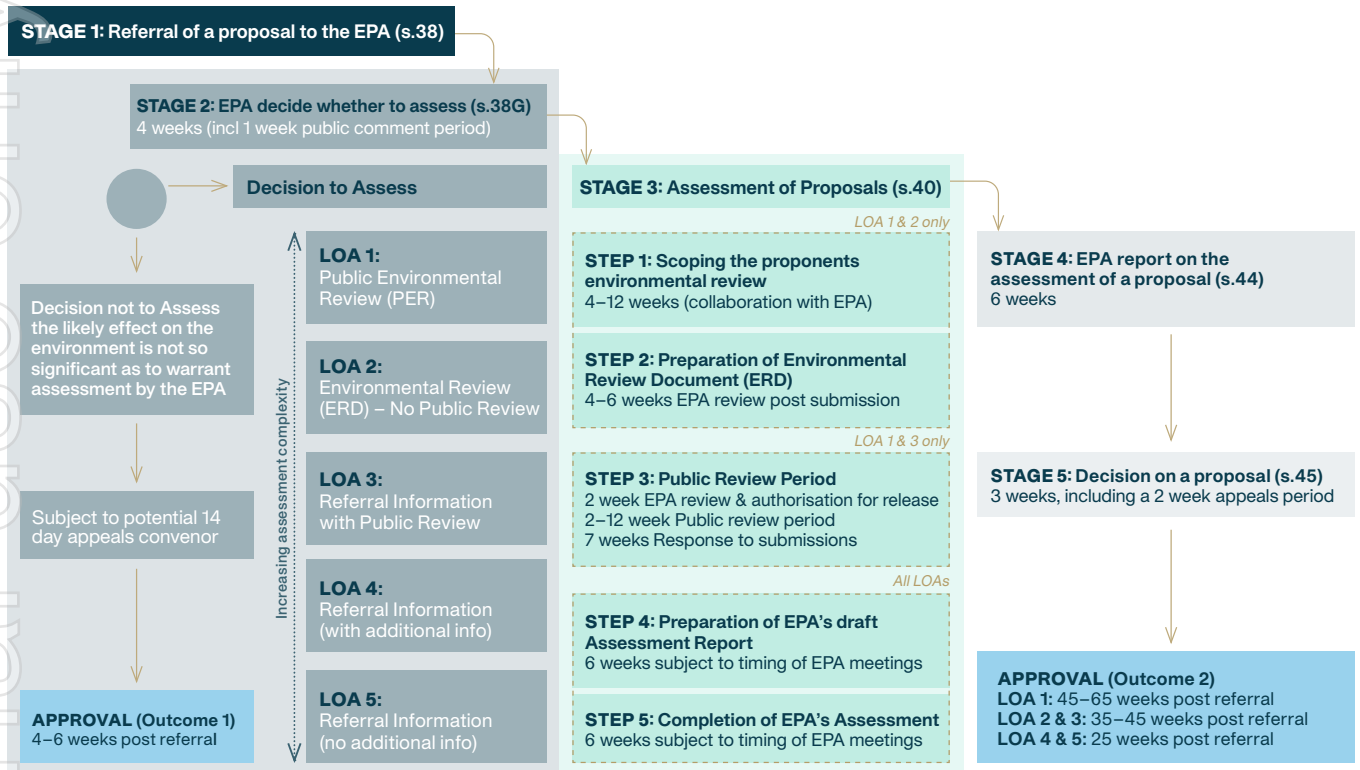 STAGE 1: Referral of a proposal to the EPA (s.38)
STAGE 2: EPA decide whether to assess (s.38G)
4 weeks (incl 1 week public comment period)
Decision to Assess
Decision not to Assess
the likely effect on the
environment is not so
significant as to warrant
assessment by the EPA
Subject to potential 14
day appeals convenor
APPROVAL (Outcome 1)
4–6 weeks post referral
Increasing assessment complexity
LOA 1:
Public Environmental
Review (PER)
LOA 2:
Environmental Review
(ERD) – No Public Review
LOA 3:
Referral Information
with Public Review
LOA 4:
Referral Information
(with additional info)
LOA 5:
Referral Information
(no additional info)
STAGE 3: Assessment of Proposals (s.40)
LOA 1 & 2 only
STEP 1: Scoping the proponents
environmental review
4–12 weeks (collaboration with EPA)
STEP 2: Preparation of Environmental
Review Document (ERD)
4–6 weeks EPA review post submission
LOA 1 & 3 only
STEP 3: Public Review Period
2 week EPA review & authorisation for release
2–12 week Public review period
7 weeks Response to submissions
All LOAs
STEP 4: Preparation of EPA's draft
Assessment Report
6 weeks subject to timing of EPA meetings
STEP 5: Completion of EPA's Assessment
6 weeks subject to timing of EPA meetings
STAGE 4: EPA report on the
assessment of a proposal (s.44)
6 weeks
STAGE 5: Decision on a proposal (s.45)
3 weeks, including a 2 week appeals period
APPROVAL (Outcome 2)
LOA 1: 45–65 weeks post referral
LOA 2 & 3: 35–45 weeks post referral
LOA 4 & 5: 25 weeks post referral